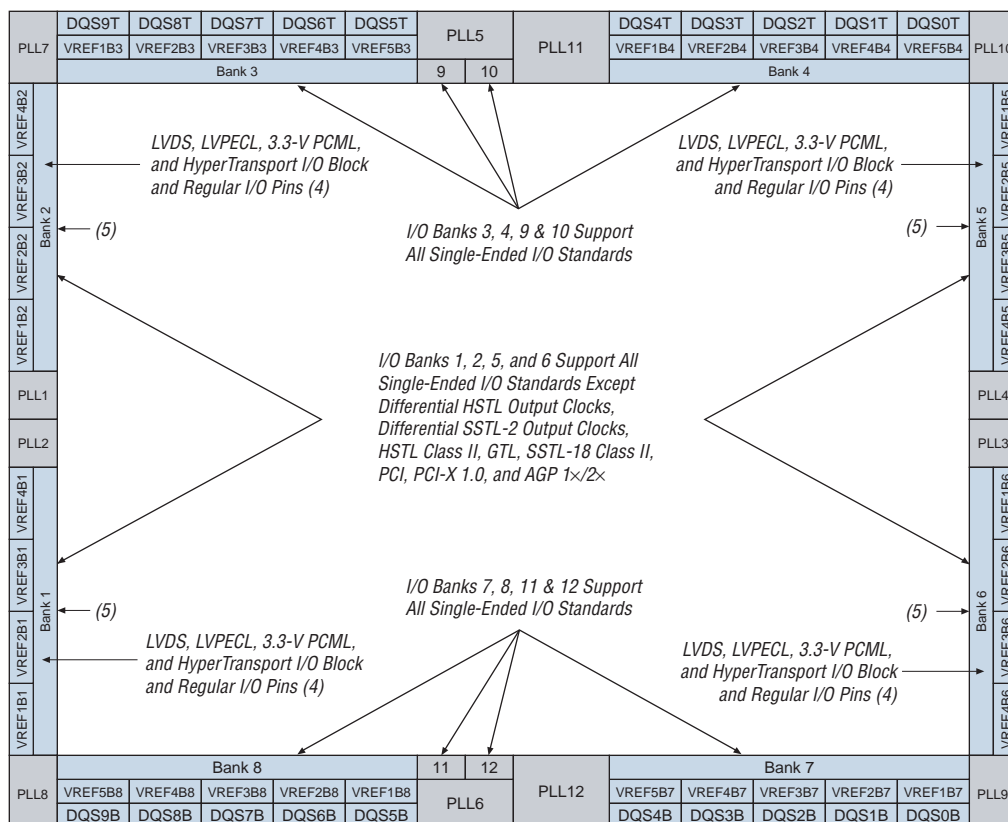 PLL7
DQS9T DQS8T DQS7T DQS6T DQS5T
VREF1B3 VREF2B3 VREF3B3 VREF4B3 VREF5B3
Bank 3
PLL5
9 10
PLL11
DQS4T DQS3T DQS2T DQS1T DQS0T
VREF1B4 VREF2B4 VREF3B4 VREF4B4 VREF5B4
Bank 4
PLL10
VREF4B2
VREF3B2
VREF2B2
VREF1B2
Bank 2
LVDS, LVPECL, 3.3-V PCML,
and HyperTransport I/O Block
and Regular I/O Pins (4)
(5)
I/O Banks 3, 4, 9 & 10 Support
All Single-Ended I/O Standards
LVDS, LVPECL, 3.3-V PCML,
and HyperTransport I/O Block
and Regular I/O Pins (4)
(5)
Bank 5
VREF1B5
VREF2B5
VREF3B5
VREF4B5
PLL1
PLL2
I/O Banks 1, 2, 5, and 6 Support All
Single-Ended I/O Standards Except
Differential HSTL Output Clocks,
Differential SSTL-2 Output Clocks,
HSTL Class II, GTL, SSTL-18 Class II,
PCI, PCI-X 1.0, and AGP 1×/2×
PLL4
PLL3
VREF4B1
VREF3B1
VREF2B1
VREF1B1
Bank 1
(5)
LVDS, LVPECL, 3.3-V PCML,
and HyperTransport I/O Block
and Regular I/O Pins (4)
I/O Banks 7, 8, 11 & 12 Support
All Single-Ended I/O Standards
(5)
LVDS, LVPECL, 3.3-V PCML,
and HyperTransport I/O Block
and Regular I/O Pins (4)
Bank 6
VREF1B6
VREF2B6
VREF3B6
VREF4B6
PLL8
Bank 8
VREF5B8 VREF4B8 VREF3B8 VREF2B8 VREF1B8
DQS9B DQS8B DQS7B DQS6B DQS5B
11 12
PLL6
PLL12
Bank 7
VREF5B7 VREF4B7 VREF3B7 VREF2B7 VREF1B7
DQS4B DQS3B DQS2B DQS1B DQS0B
PLL9